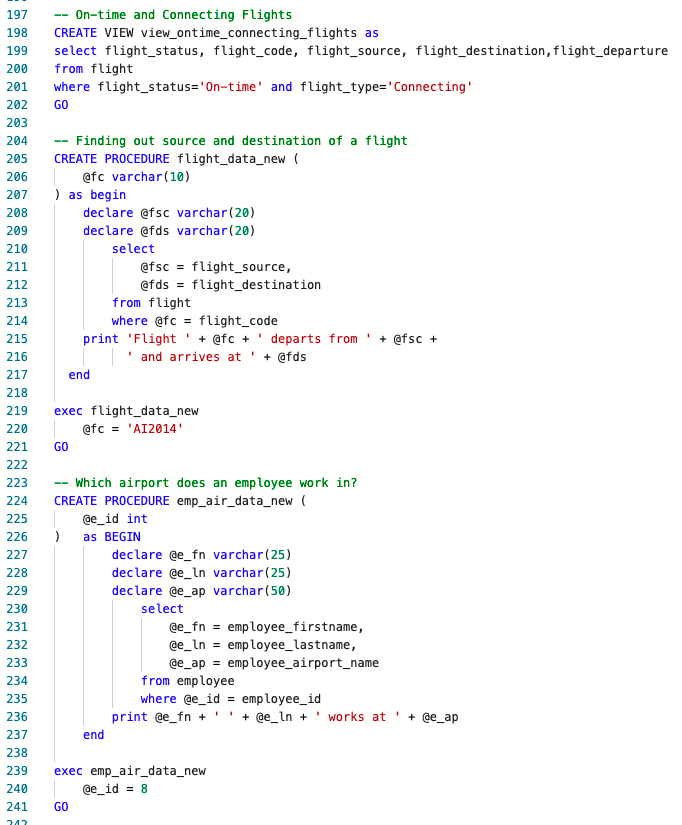 197 -- On-time and Connecting Flights
198 CREATE VIEW view_ontime_connecting_flights as
199 select flight_status, flight_code, flight_source, flight_destination,flight_departure
200 from flight
201 where flight_status='On-time' and flight_type='Connecting'
202 GO
203
204 -- Finding out source and destination of a flight
205 CREATE PROCEDURE flight_data_new (
206 @fc varchar(10)
207 ) as begin
208 declare @fsc varchar(20)
209 declare @fds varchar(20)
210 select
211 @fsc = flight_source,
212 @fds = flight_destination
213 from flight
214 where @fc = flight_code
215 print 'Flight ' + @fc + ' departs from ' + @fsc +
216 ' and arrives at ' + @fds
217 end
218
219 exec flight_data_new
220 @fc = 'AI2014'
221 GO
222
223 -- Which airport does an employee work in?
224 CREATE PROCEDURE emp_air_data_new (
225 @e_id int
226 ) as BEGIN
227 declare @e_fn varchar(25)
228 declare @e_ln varchar(25)
229 declare @e_ap varchar(50)
230 select
231 @e_fn = employee_firstname,
232 @e_ln = employee_lastname,
233 @e_ap = employee_airport_name
234 from employee
235 where @e_id = employee_id
236 print @e_fn + ' ' + @e_ln + ' works at ' + @e_ap
237 end
238
239 exec emp_air_data_new
240 @e_id = 8
241 GO
242